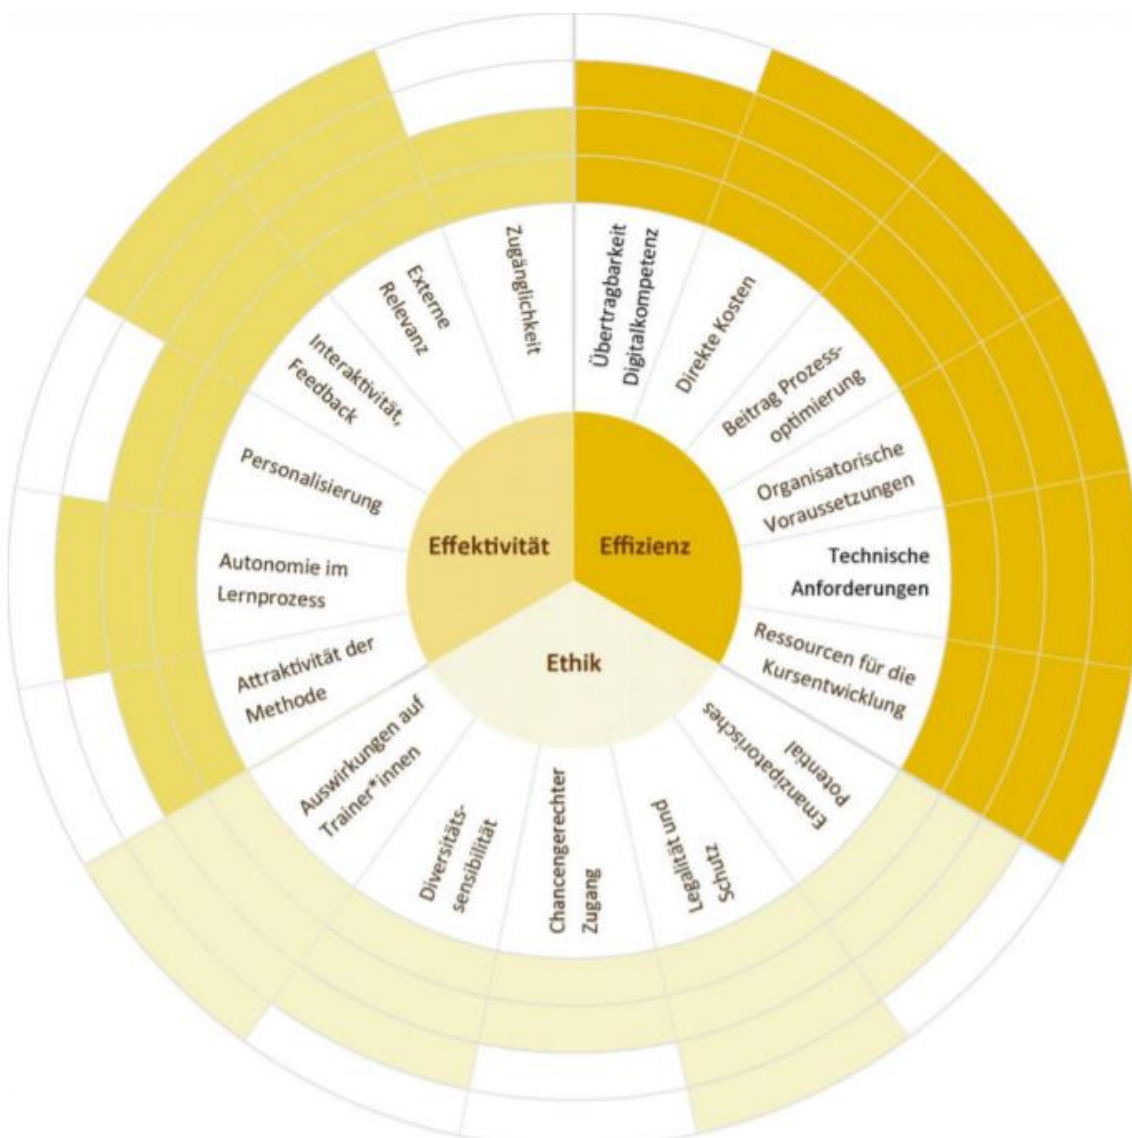 Übertragbarkeit
Digitalkompetenz
Direkte Kosten
Beitrag Prozess-
optimierung
Organisatorische
Voraussetzungen
Technische
Anforderungen
Ressourcen für die
Kursentwicklung
Emanzipatorisches
Potential
Legalität und
Schutz
Chancengerechter
Zugang
Diversitäts-
sensibilität
Auswirkungen auf
Trainer*innen
Attraktivität der
Methode
Autonomie im
Lernprozess
Personalisierung
Interaktivität,
Feedback
Externe
Relevanz
Zugänglichkeit
Effektivität
Effizienz
Ethik